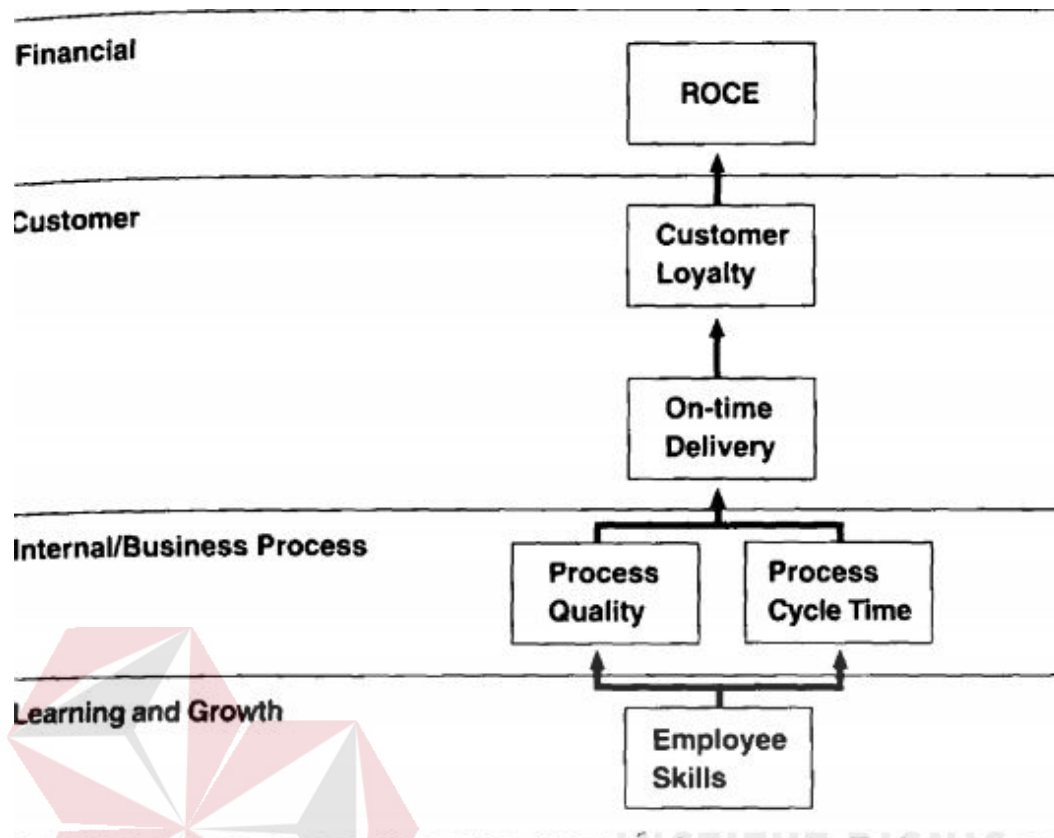 Financial
ROCE
Customer
Customer
Loyalty
On-time
Delivery
Internal/Business Process
Process
Quality
Process
Cycle Time
Learning and Growth
Employee
Skills